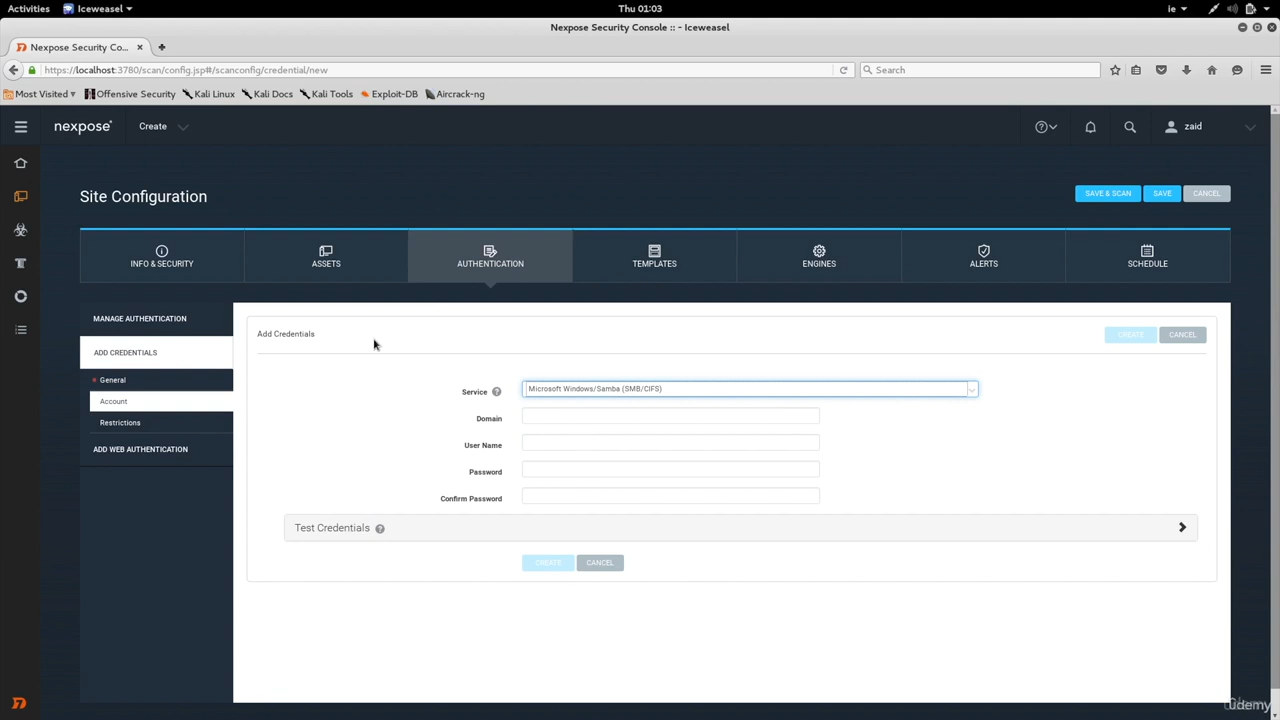 Activities Iceweasel Thu 01:03 ie
Nexpose Security Console :: - Iceweasel
Nexpose Security Co...
https://localhost:3780/scan/config.jsp#/scanconfig/credential/new Search
Most Visited Offensive Security Kali Linux Kali Docs Kali Tools Exploit-DB Aircrack-ng
nexpose Create zaid
Site Configuration SAVE & SCAN SAVE CANCEL
INFO & SECURITY ASSETS AUTHENTICATION TEMPLATES ENGINES ALERTS SCHEDULE
MANAGE AUTHENTICATION
ADD CREDENTIALS
General
Account
Restrictions
ADD WEB AUTHENTICATION
Add Credentials CREATE CANCEL
Service Microsoft Windows/Samba (SMB/CIFS)
Domain
User Name
Password
Confirm Password
Test Credentials
CREATE CANCEL
Udemy